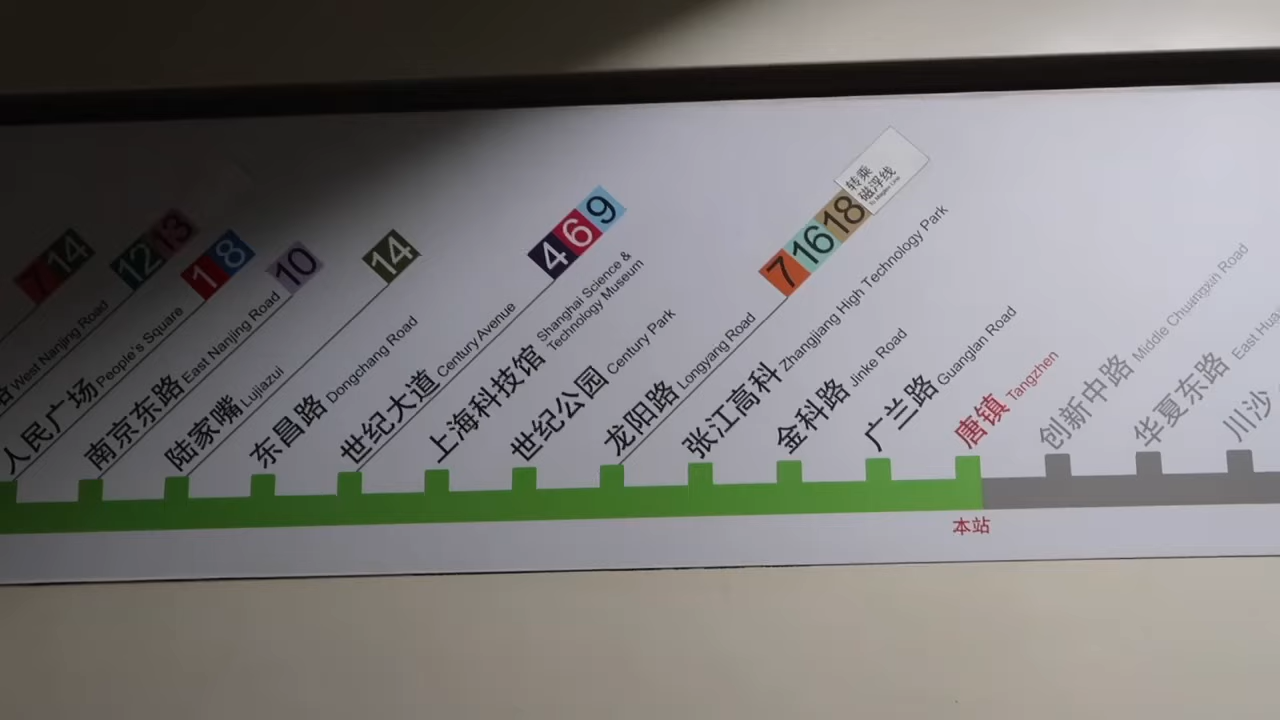 7 14
12 13
1 8
10
14
4 6 9
7 16 18
转乘
磁浮线
To Maglev Line
路 West Nanjing Road
人民广场 People's Square
南京东路 East Nanjing Road
陆家嘴 Lujiazui
东昌路 Dongchang Road
世纪大道 Century Avenue
上海科技馆 Shanghai Science &
Technology Museum
世纪公园 Century Park
龙阳路 Longyang Road
张江高科 Zhangjiang High Technology Park
金科路 Jinke Road
广兰路 Guanglan Road
唐镇 Tangzhen
创新中路 Middle Chuangxin Road
华夏东路 East Hua
川沙
本站